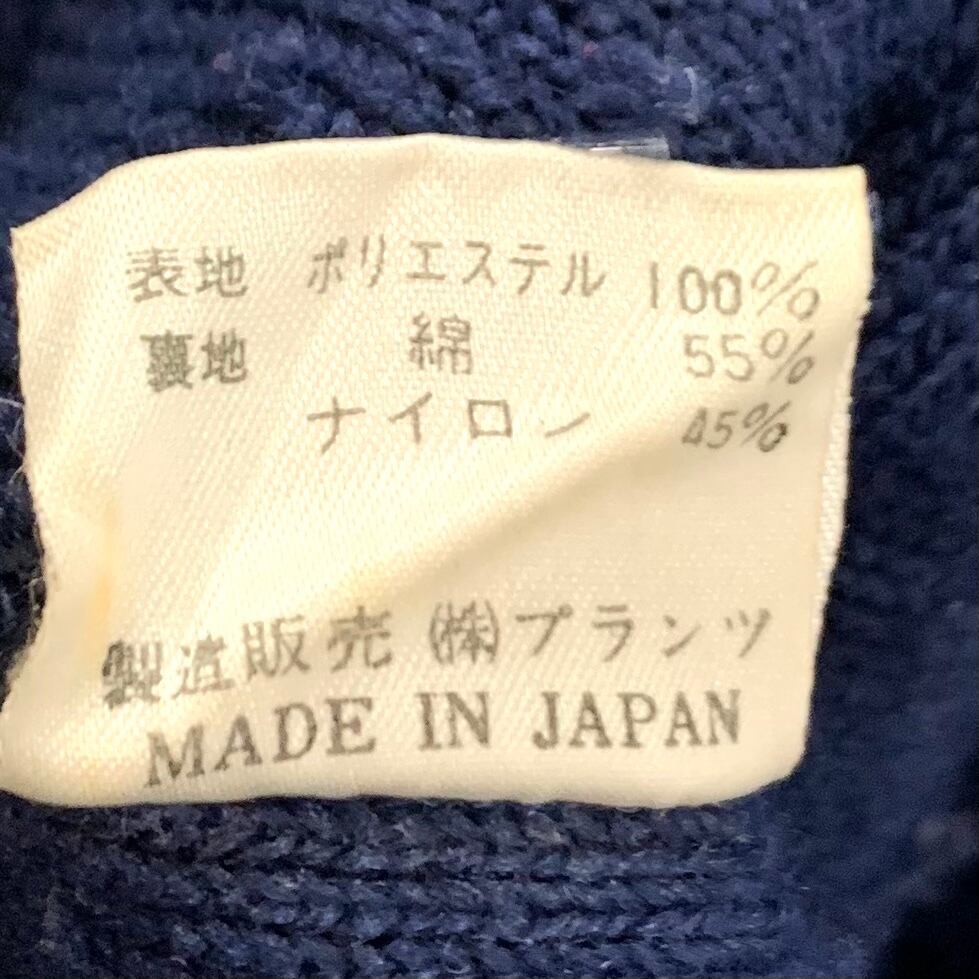 表地 ポリエステル 100%
裏地 綿 55%
ナイロン 45%
製造販売 ㈱プランツ
MADE IN JAPAN